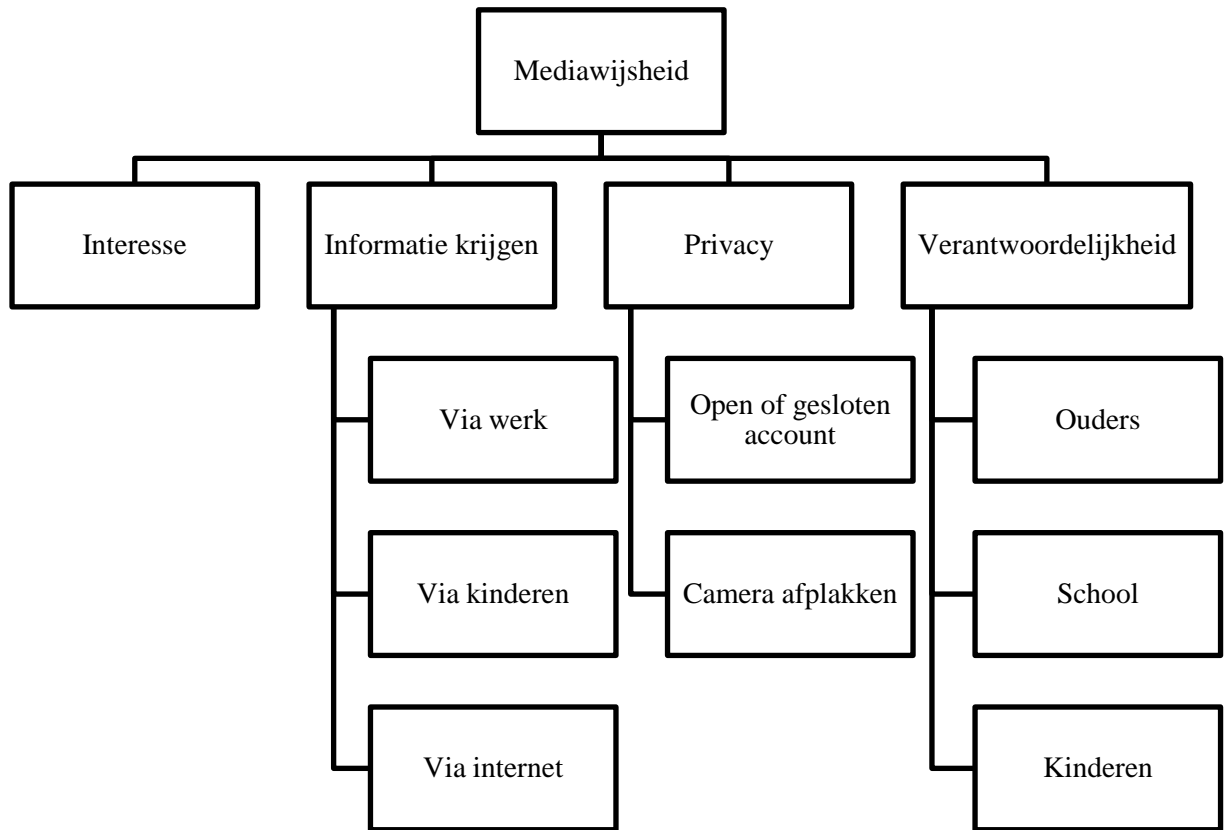 Mediawijsheid
Interesse
Informatie krijgen
Privacy
Verantwoordelijkheid
Via werk
Open of gesloten
account
Ouders
Via kinderen
Camera afplakken
School
Via internet
Kinderen